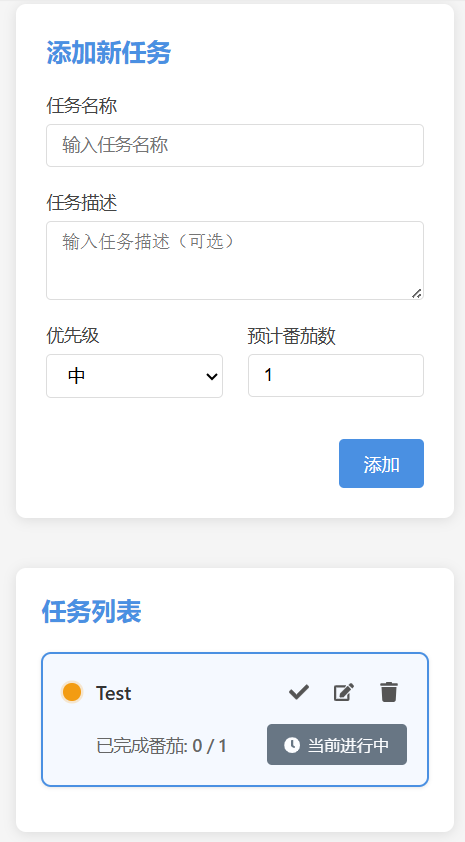 添加新任务
任务名称
输入任务名称
任务描述
输入任务描述（可选）
优先级 预计番茄数
中 1
添加
任务列表
Test
已完成番茄: 0 / 1 当前进行中